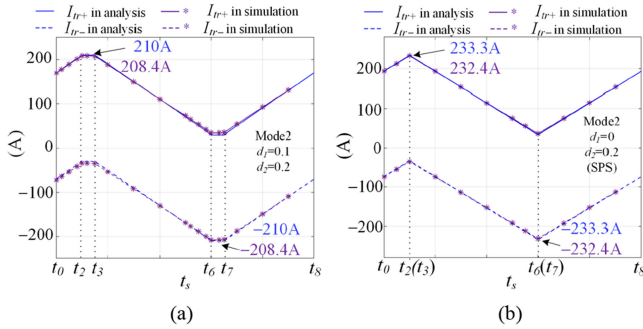 I_tr+ in analysis * I_tr+ in simulation
I_tr− in analysis * I_tr− in simulation
(A)
200
100
0
−100
−200
210A
208.4A
Mode2
d1=0.1
d2=0.2
−210A
−208.4A
t0 t2 t3 t6 t7 t8
ts
(a)
I_tr+ in analysis * I_tr+ in simulation
I_tr− in analysis * I_tr− in simulation
(A)
200
100
0
−100
−200
233.3A
232.4A
Mode2
d1=0
d2=0.2
(SPS)
−233.3A
−232.4A
t0 t2(t3) t6(t7) t8
ts
(b)